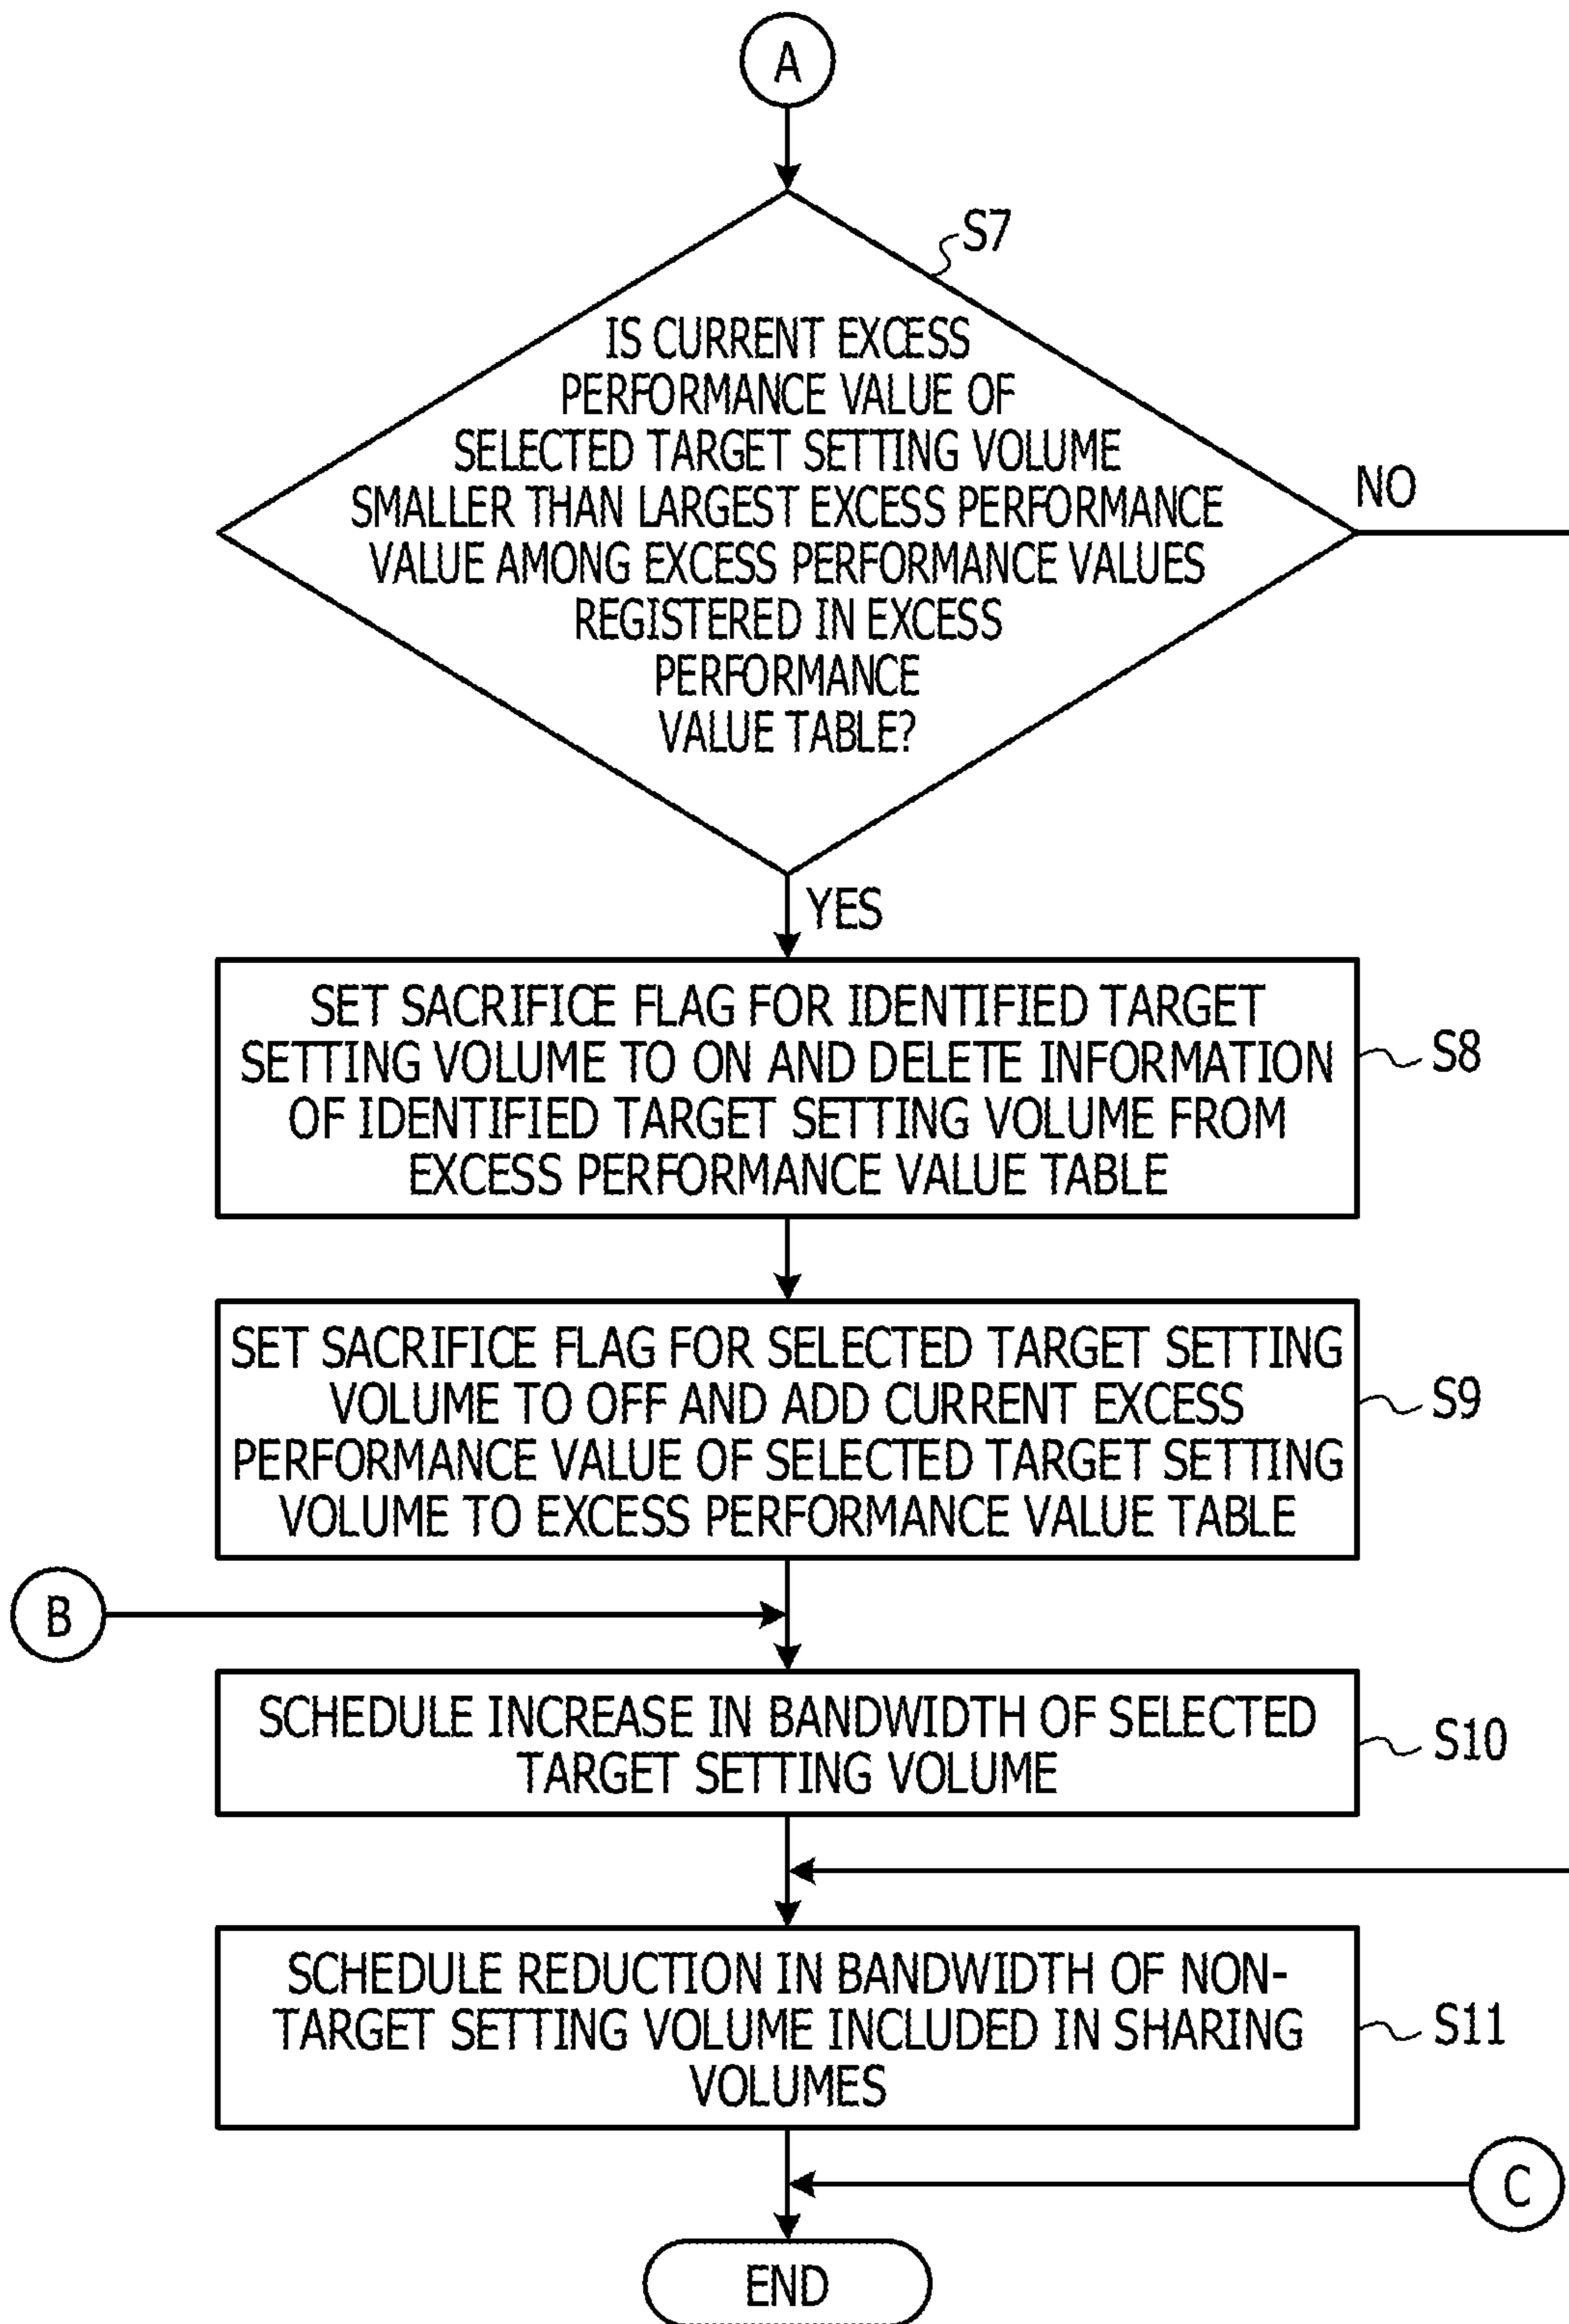 A
S7
IS CURRENT EXCESS
PERFORMANCE VALUE OF
SELECTED TARGET SETTING VOLUME
SMALLER THAN LARGEST EXCESS PERFORMANCE
VALUE AMONG EXCESS PERFORMANCE VALUES
REGISTERED IN EXCESS
PERFORMANCE
VALUE TABLE?
NO
YES
SET SACRIFICE FLAG FOR IDENTIFIED TARGET
SETTING VOLUME TO ON AND DELETE INFORMATION
OF IDENTIFIED TARGET SETTING VOLUME FROM
EXCESS PERFORMANCE VALUE TABLE
S8
SET SACRIFICE FLAG FOR SELECTED TARGET SETTING
VOLUME TO OFF AND ADD CURRENT EXCESS
PERFORMANCE VALUE OF SELECTED TARGET SETTING
VOLUME TO EXCESS PERFORMANCE VALUE TABLE
S9
B
SCHEDULE INCREASE IN BANDWIDTH OF SELECTED
TARGET SETTING VOLUME
S10
SCHEDULE REDUCTION IN BANDWIDTH OF NON-
TARGET SETTING VOLUME INCLUDED IN SHARING
VOLUMES
S11
C
END